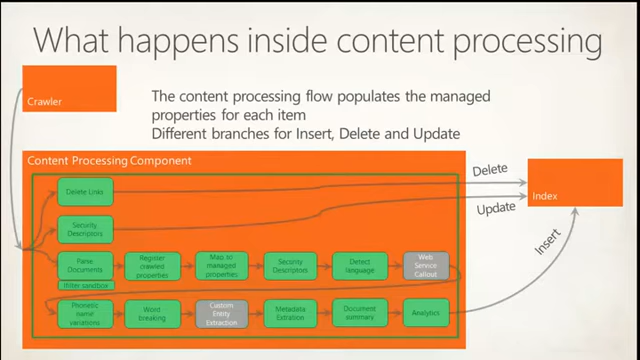 What happens inside content processing
Crawler
The content processing flow populates the managed
properties for each item
Different branches for Insert, Delete and Update
Content Processing Component
Delete
Index
Update
Insert
Delete Links
Security
Descriptors
Parse
Documents
IFilter sandbox
Register
crawled
properties
Map to
managed
properties
Security
Descriptors
Detect
language
Web
Service
Callout
Phonetic
name
variations
Word
breaking
Custom
Entity
Extraction
Metadata
Extration
Document
summary
Analytics